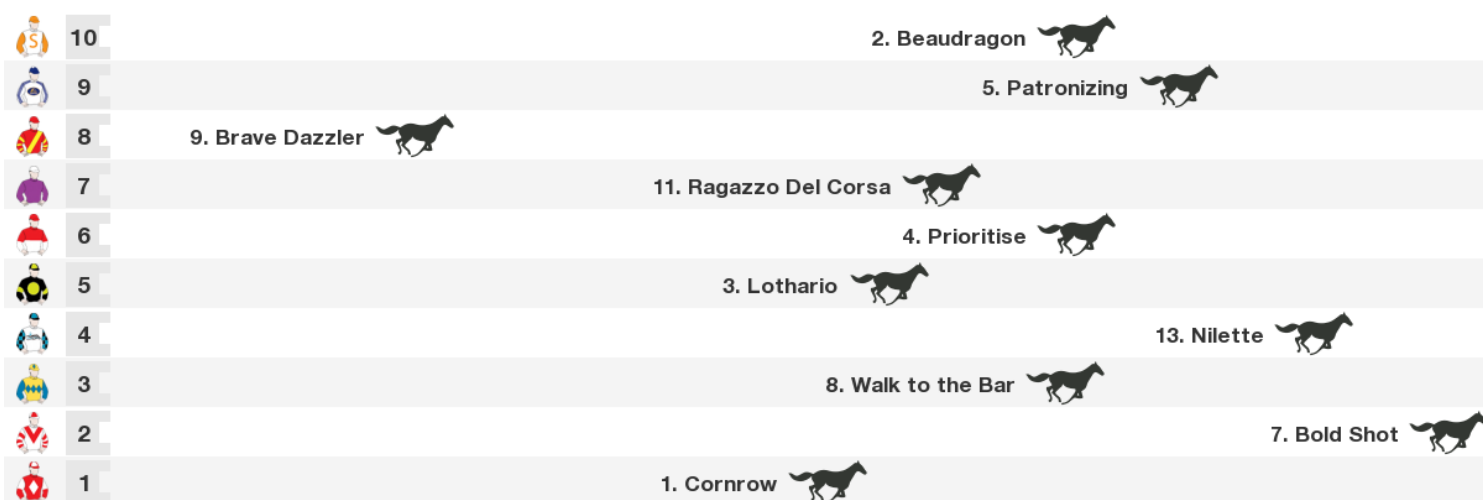 10 2. Beaudragon
9 5. Patronizing
8 9. Brave Dazzler
7 11. Ragazzo Del Corsa
6 4. Prioritise
5 3. Lothario
4 13. Nilette
3 8. Walk to the Bar
2 7. Bold Shot
1 1. Cornrow